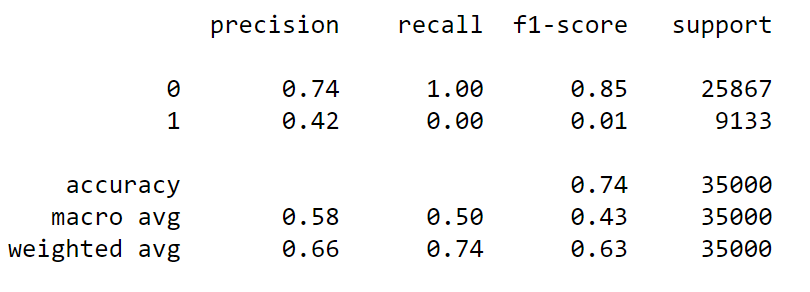 precision recall f1-score support
0 0.74 1.00 0.85 25867
1 0.42 0.00 0.01 9133
accuracy 0.74 35000
macro avg 0.58 0.50 0.43 35000
weighted avg 0.66 0.74 0.63 35000